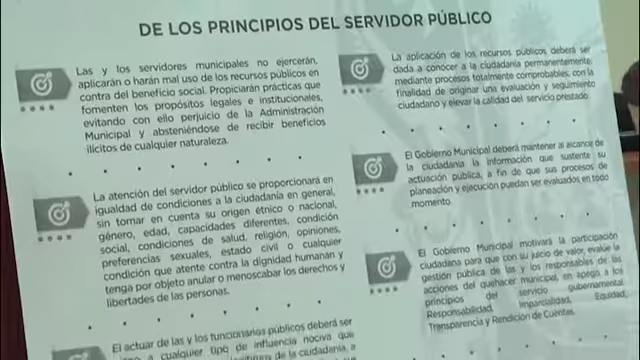 DE LOS PRINCIPIOS DEL SERVIDOR PÚBLICO
Las y los servidores municipales no ejercerán,
aplicarán o harán mal uso de los recursos públicos en
contra del beneficio social. Propiciarán prácticas que
fomenten los propósitos legales e institucionales,
evitando con ello perjuicio de la Administración
Municipal y absteniéndose de recibir beneficios
ilícitos de cualquier naturaleza.
La atención del servidor público se proporcionará en
igualdad de condiciones a la ciudadanía en general,
sin tomar en cuenta su origen étnico o nacional,
género, edad, capacidades diferentes, condición
social, condiciones de salud, religión, opiniones,
preferencias sexuales, estado civil o cualquier
condición que atente contra la dignidad humana y
tenga por objeto anular o menoscabar los derechos y
libertades de las personas.
El actuar de las y los funcionarios públicos deberá ser
a cualquier tipo de influencia nociva que
de la ciudadanía, a
La aplicación de los recursos públicos, deberá ser
dada a conocer a la ciudadanía permanentemente,
mediante procesos totalmente comprobables, con la
finalidad de originar una evaluación y seguimiento
ciudadano y elevar la calidad del servicio prestado.
El Gobierno Municipal deberá mantener al alcance de
la ciudadanía la información que sustente su
actuación pública, a fin de que sus procesos de
planeación y ejecución puedan ser evaluados en todo
momento.
El Gobierno Municipal motivará la participación
ciudadana para que con su juicio de valor, evalúe la
gestión pública de las y los responsables de las
acciones del quehacer municipal, en apego a los
principios del servicio gubernamental:
Responsabilidad, Imparcialidad, Equidad,
Transparencia y Rendición de Cuentas.